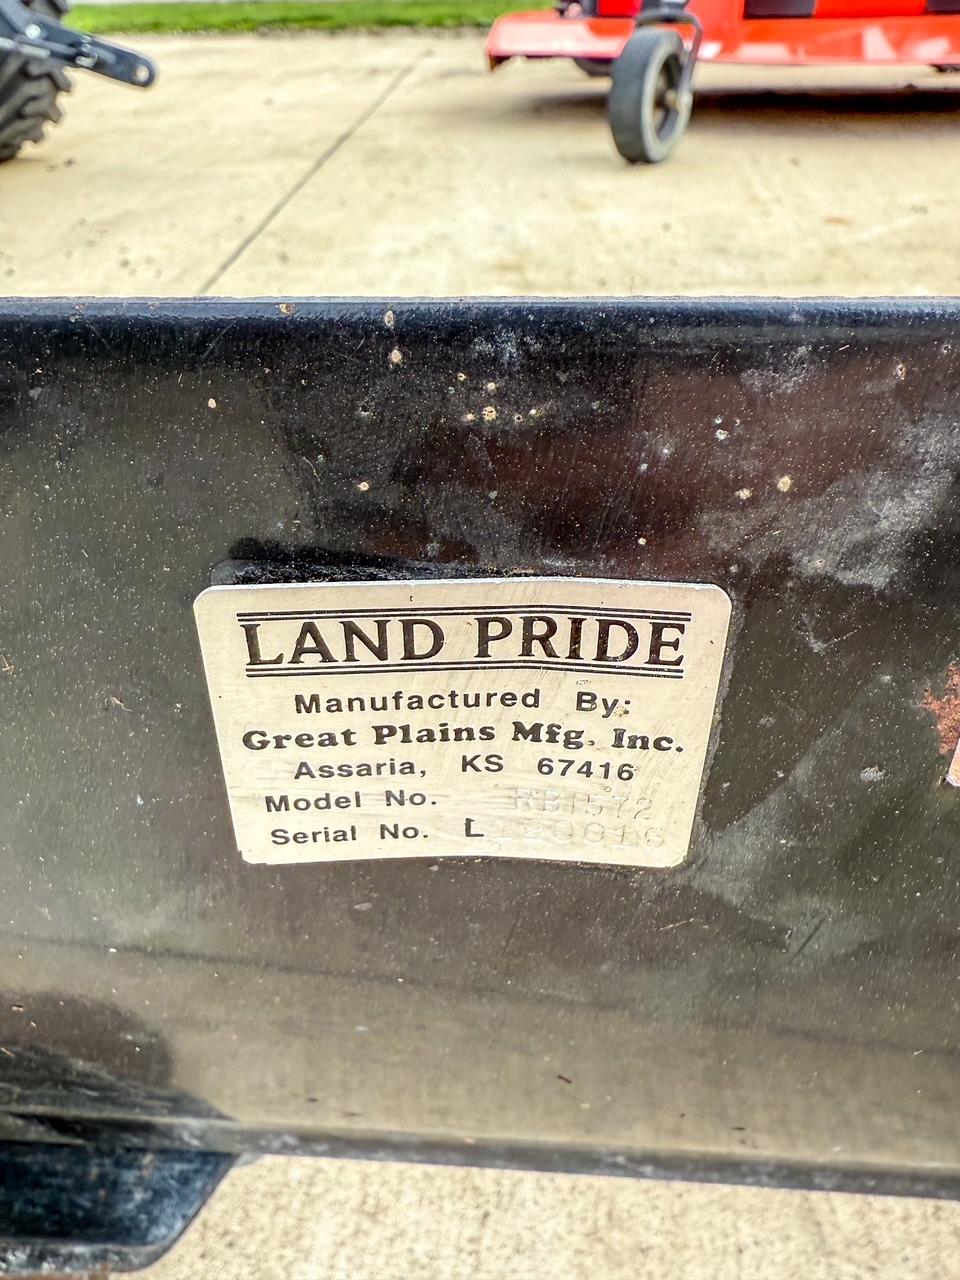 LAND PRIDE
Manufactured By:
Great Plains Mfg. Inc.
Assaria, KS 67416
Model No. RB1572
Serial No. L